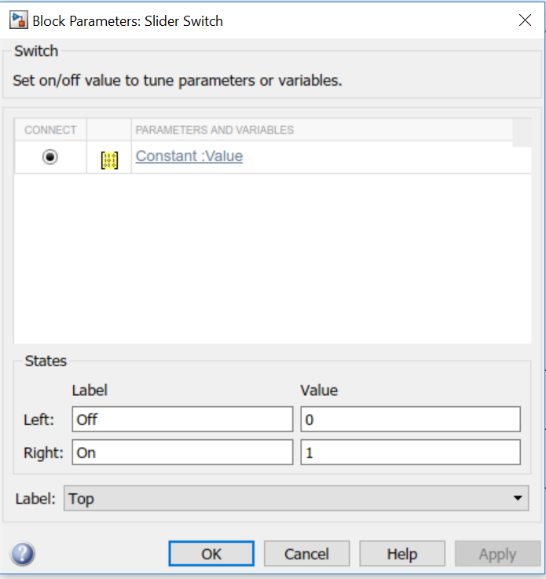 Block Parameters: Slider Switch
Switch
Set on/off value to tune parameters or variables.
CONNECT PARAMETERS AND VARIABLES
Constant :Value
States
Label Value
Left: Off 0
Right: On 1
Label: Top
OK Cancel Help Apply